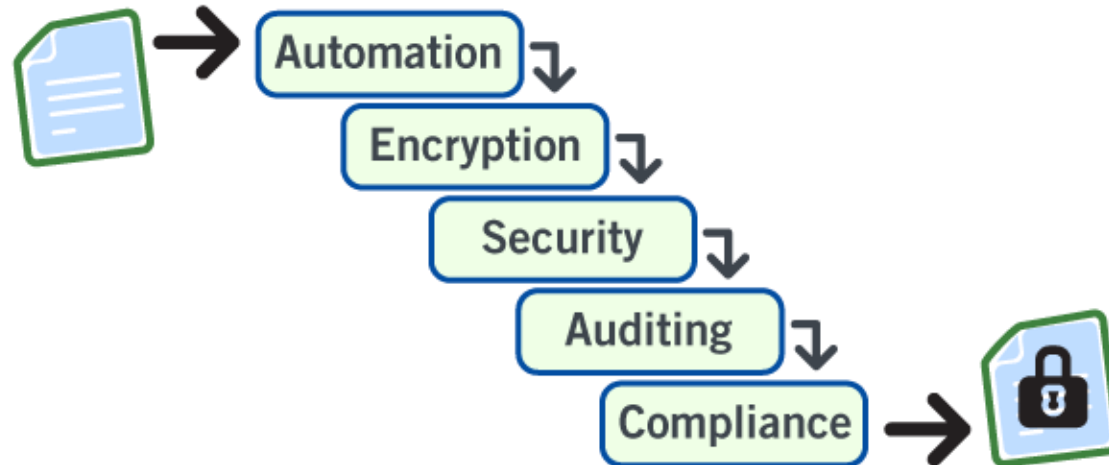 Automation
Encryption
Security
Auditing
Compliance